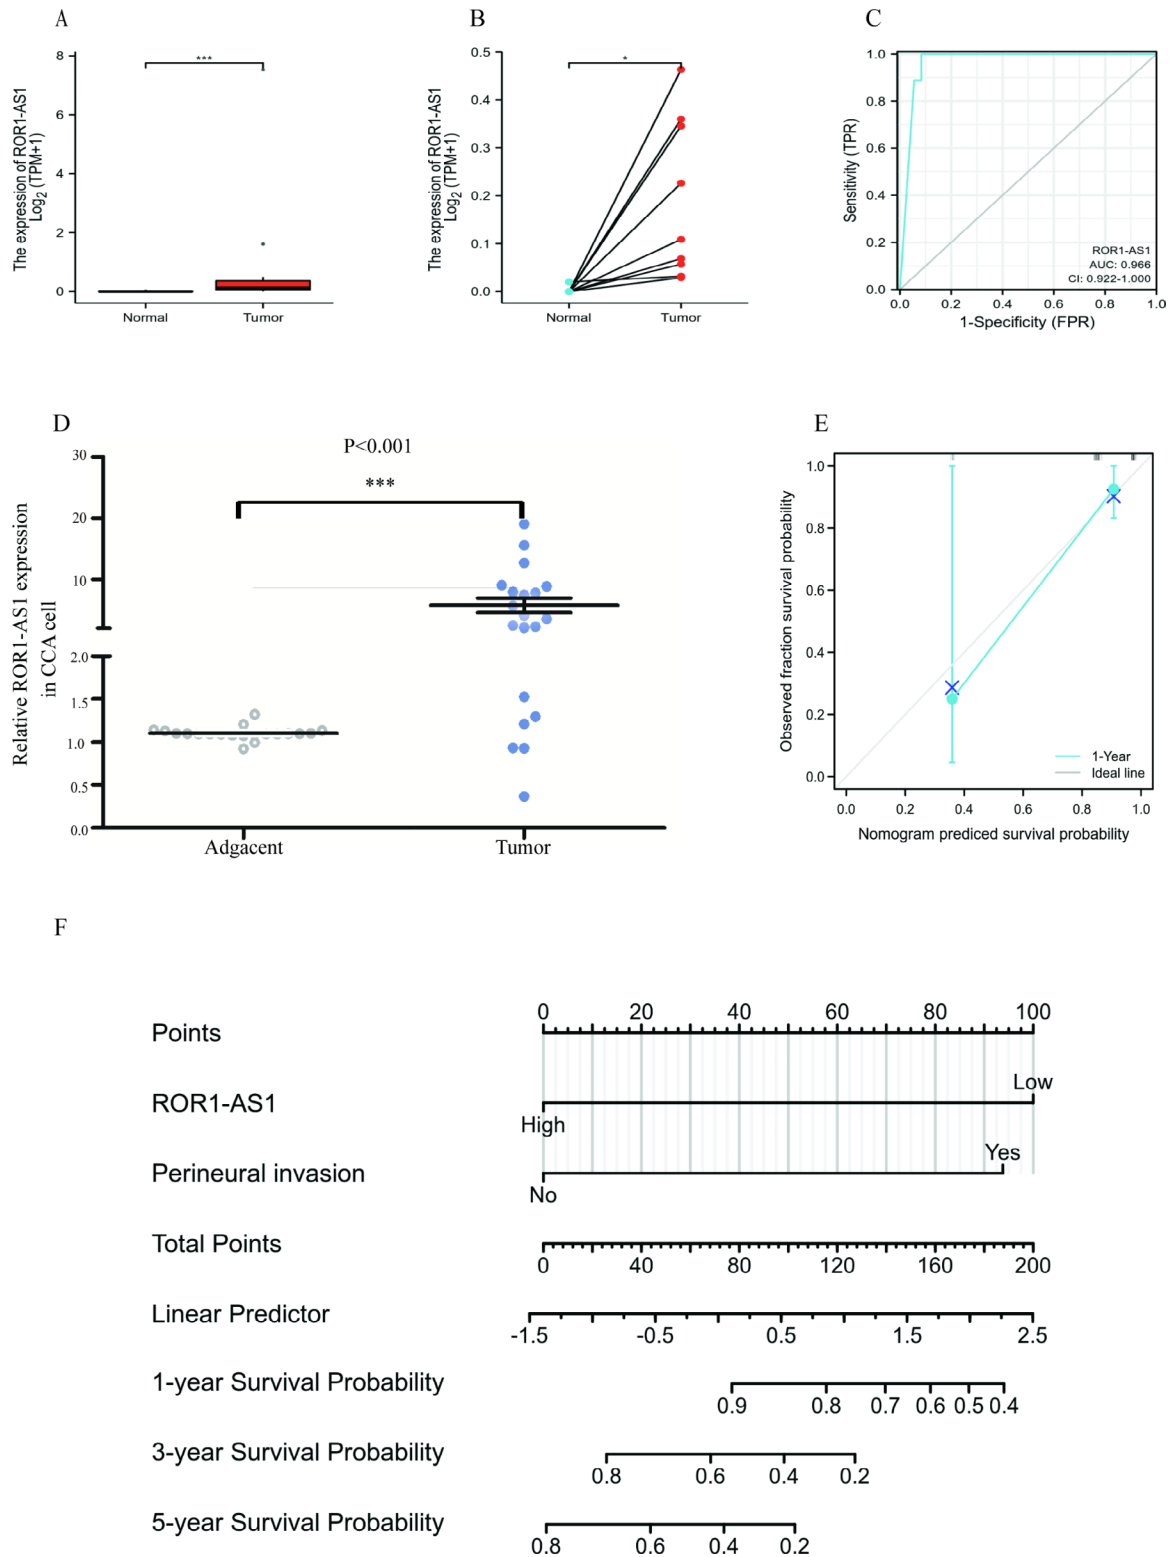 A
The expression of ROR1-AS1
Log2 (TPM+1)
8
6
4
2
0
***
Normal
Tumor
B
The expression of ROR1-AS1
Log2 (TPM+1)
0.5
0.4
0.3
0.2
0.1
0.0
*
Normal
Tumor
C
Sensitivity (TPR)
1.0
0.8
0.6
0.4
0.2
0.0
ROR1-AS1
AUC: 0.966
CI: 0.922-1.000
0.0 0.2 0.4 0.6 0.8 1.0
1-Specificity (FPR)
D
P<0.001
***
Relative ROR1-AS1 expression
in CCA cell
30
20
10
2.0
1.5
1.0
0.5
0.0
Adgacent
Tumor
E
Observed fraction survival probability
1.0
0.8
0.6
0.4
0.2
0.0
1-Year
Ideal line
0.0 0.2 0.4 0.6 0.8 1.0
Nomogram prediced survival probability
F
Points
0 20 40 60 80 100
ROR1-AS1
Low
High
Perineural invasion
Yes
No
Total Points
0 40 80 120 160 200
Linear Predictor
-1.5 -0.5 0.5 1.5 2.5
1-year Survival Probability
0.9 0.8 0.7 0.6 0.5 0.4
3-year Survival Probability
0.8 0.6 0.4 0.2
5-year Survival Probability
0.8 0.6 0.4 0.2